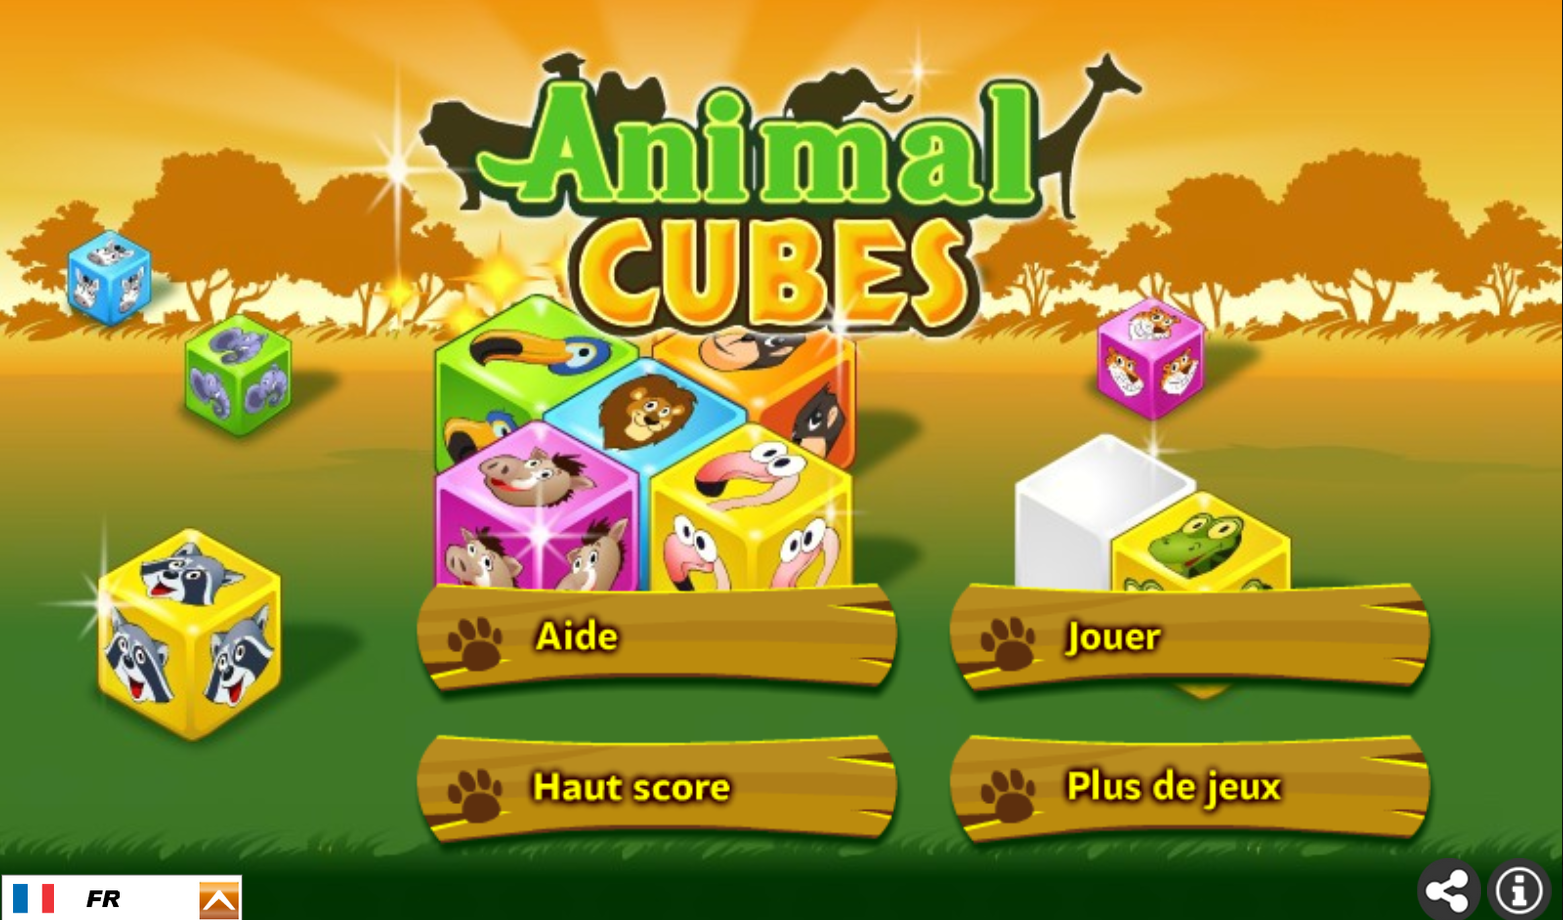 Animal
CUBES
Aide
Jouer
Haut score
Plus de jeux
FR